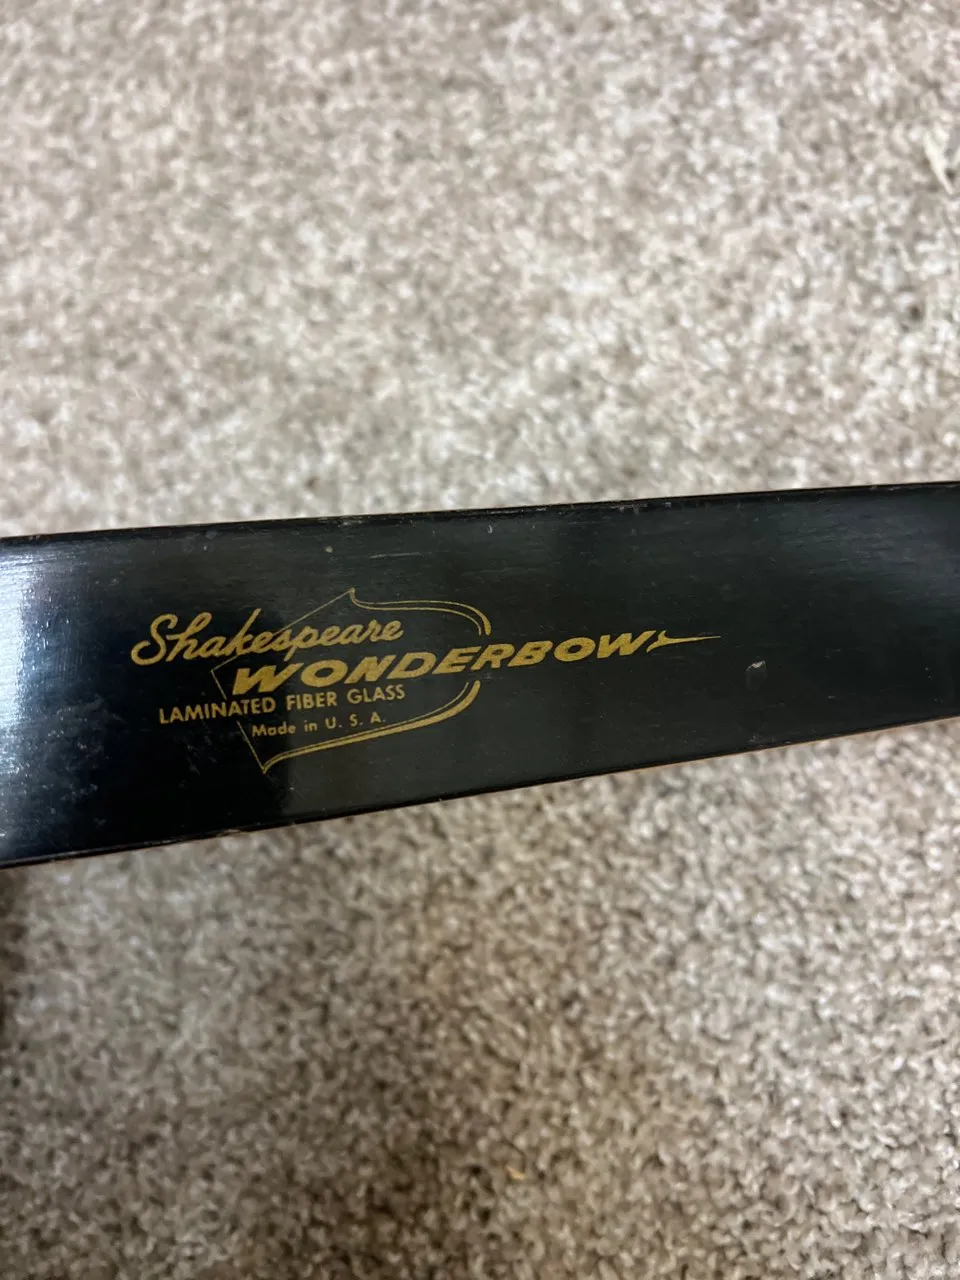 Shakespeare
WONDERBOW
LAMINATED FIBER GLASS
Made in U. S. A.